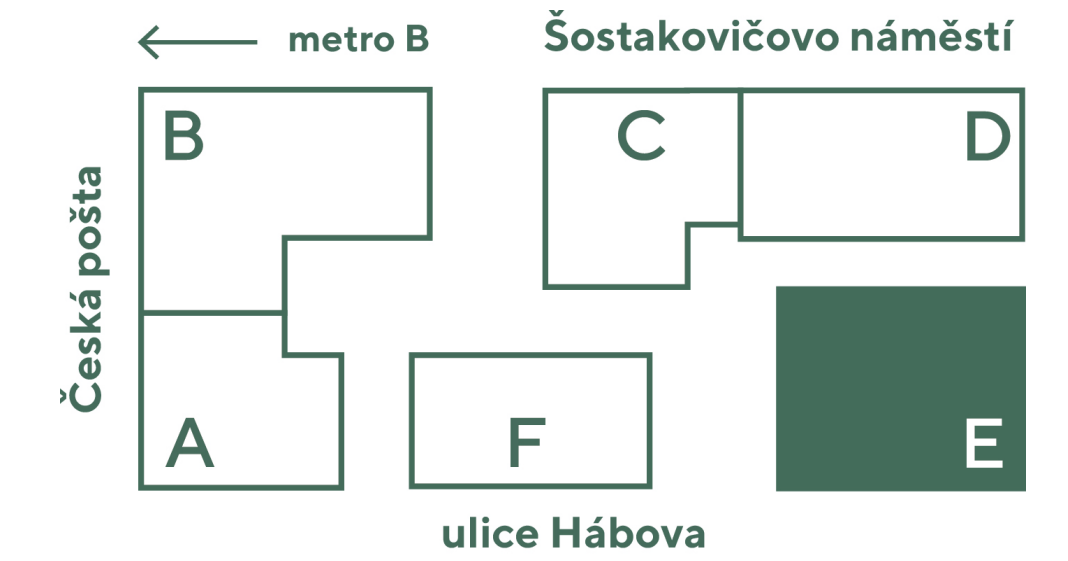 metro B
Šostakovičovo náměstí
B
C
D
Česká pošta
A
F
E
ulice Hábova